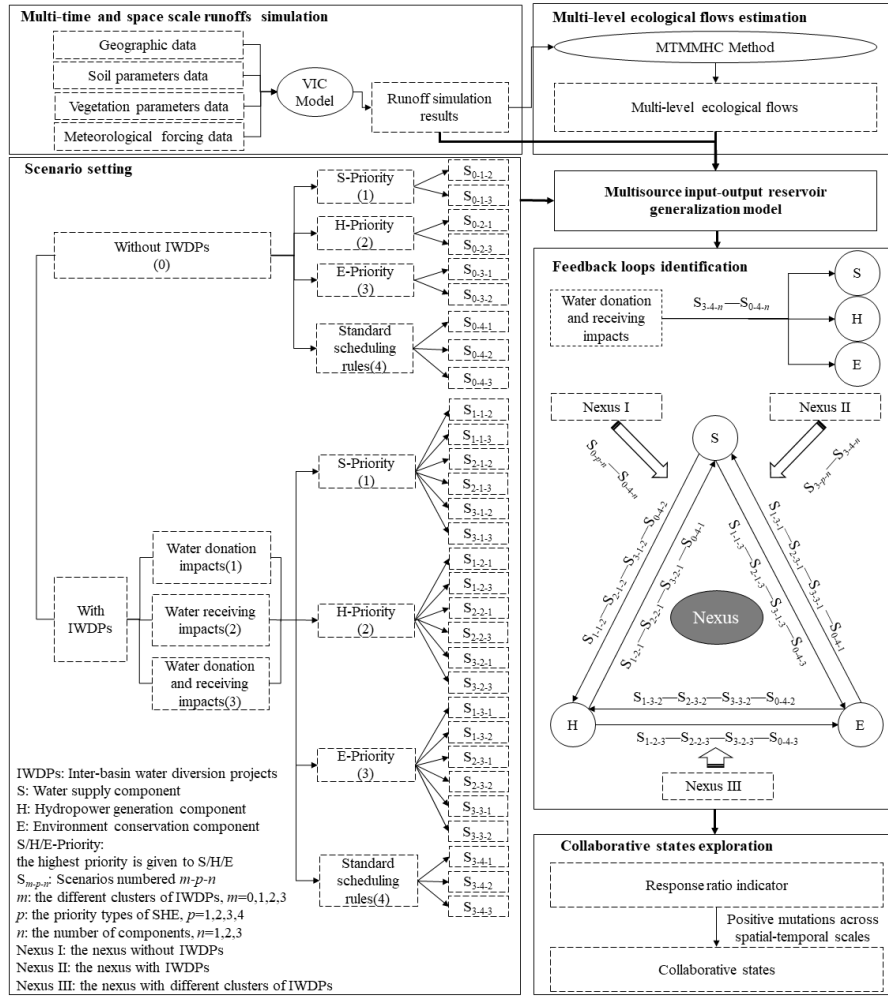 Multi-time and space scale runoffs simulation
Geographic data
Soil parameters data
Vegetation parameters data
Meteorological forcing data
VIC
Model
Runoff simulation
results
Multi-level ecological flows estimation
MTMMHC Method
Multi-level ecological flows
Scenario setting
Without IWDPs
(0)
S-Priority
(1)
H-Priority
(2)
E-Priority
(3)
Standard
scheduling
rules(4)
S0-1-2
S0-1-3
S0-2-1
S0-2-3
S0-3-1
S0-3-2
S0-4-1
S0-4-2
S0-4-3
With
IWDPs
Water donation
impacts(1)
Water receiving
impacts(2)
Water donation
and receiving
impacts(3)
S-Priority
(1)
H-Priority
(2)
E-Priority
(3)
Standard
scheduling
rules(4)
S1-1-2
S1-1-3
S2-1-2
S2-1-3
S3-1-2
S3-1-3
S1-2-1
S1-2-3
S2-2-1
S2-2-3
S3-2-1
S3-2-3
S1-3-1
S1-3-2
S2-3-1
S2-3-2
S3-3-1
S3-3-2
S3-4-1
S3-4-2
S3-4-3
IWDPs: Inter-basin water diversion projects
S: Water supply component
H: Hydropower generation component
E: Environment conservation component
S/H/E-Priority:
the highest priority is given to S/H/E
Sm-p-n: Scenarios numbered m-p-n
m: the different clusters of IWDPs, m=0,1,2,3
p: the priority types of SHE, p=1,2,3,4
n: the number of components, n=1,2,3
Nexus I: the nexus without IWDPs
Nexus II: the nexus with IWDPs
Nexus III: the nexus with different clusters of IWDPs
Multisource input-output reservoir
generalization model
Feedback loops identification
Water donation
and receiving
impacts
S3-4-n—S0-4-n
S
H
E
Nexus I
Nexus II
S0-p-n—S0-4-n
S3-p-n—S3-4-n
S
S1-1-2—S2-1-2—S3-1-2—S0-4-2
S1-2-1—S2-2-1—S3-2-1—S0-4-1
S1-1-3—S2-1-3—S3-1-3—S0-4-3
S1-3-1—S2-3-1—S3-3-1—S0-4-1
Nexus
H
S1-3-2—S2-3-2—S3-3-2—S0-4-2
E
S1-2-3—S2-2-3—S3-2-3—S0-4-3
Nexus III
Collaborative states exploration
Response ratio indicator
Positive mutations across
spatial-temporal scales
Collaborative states